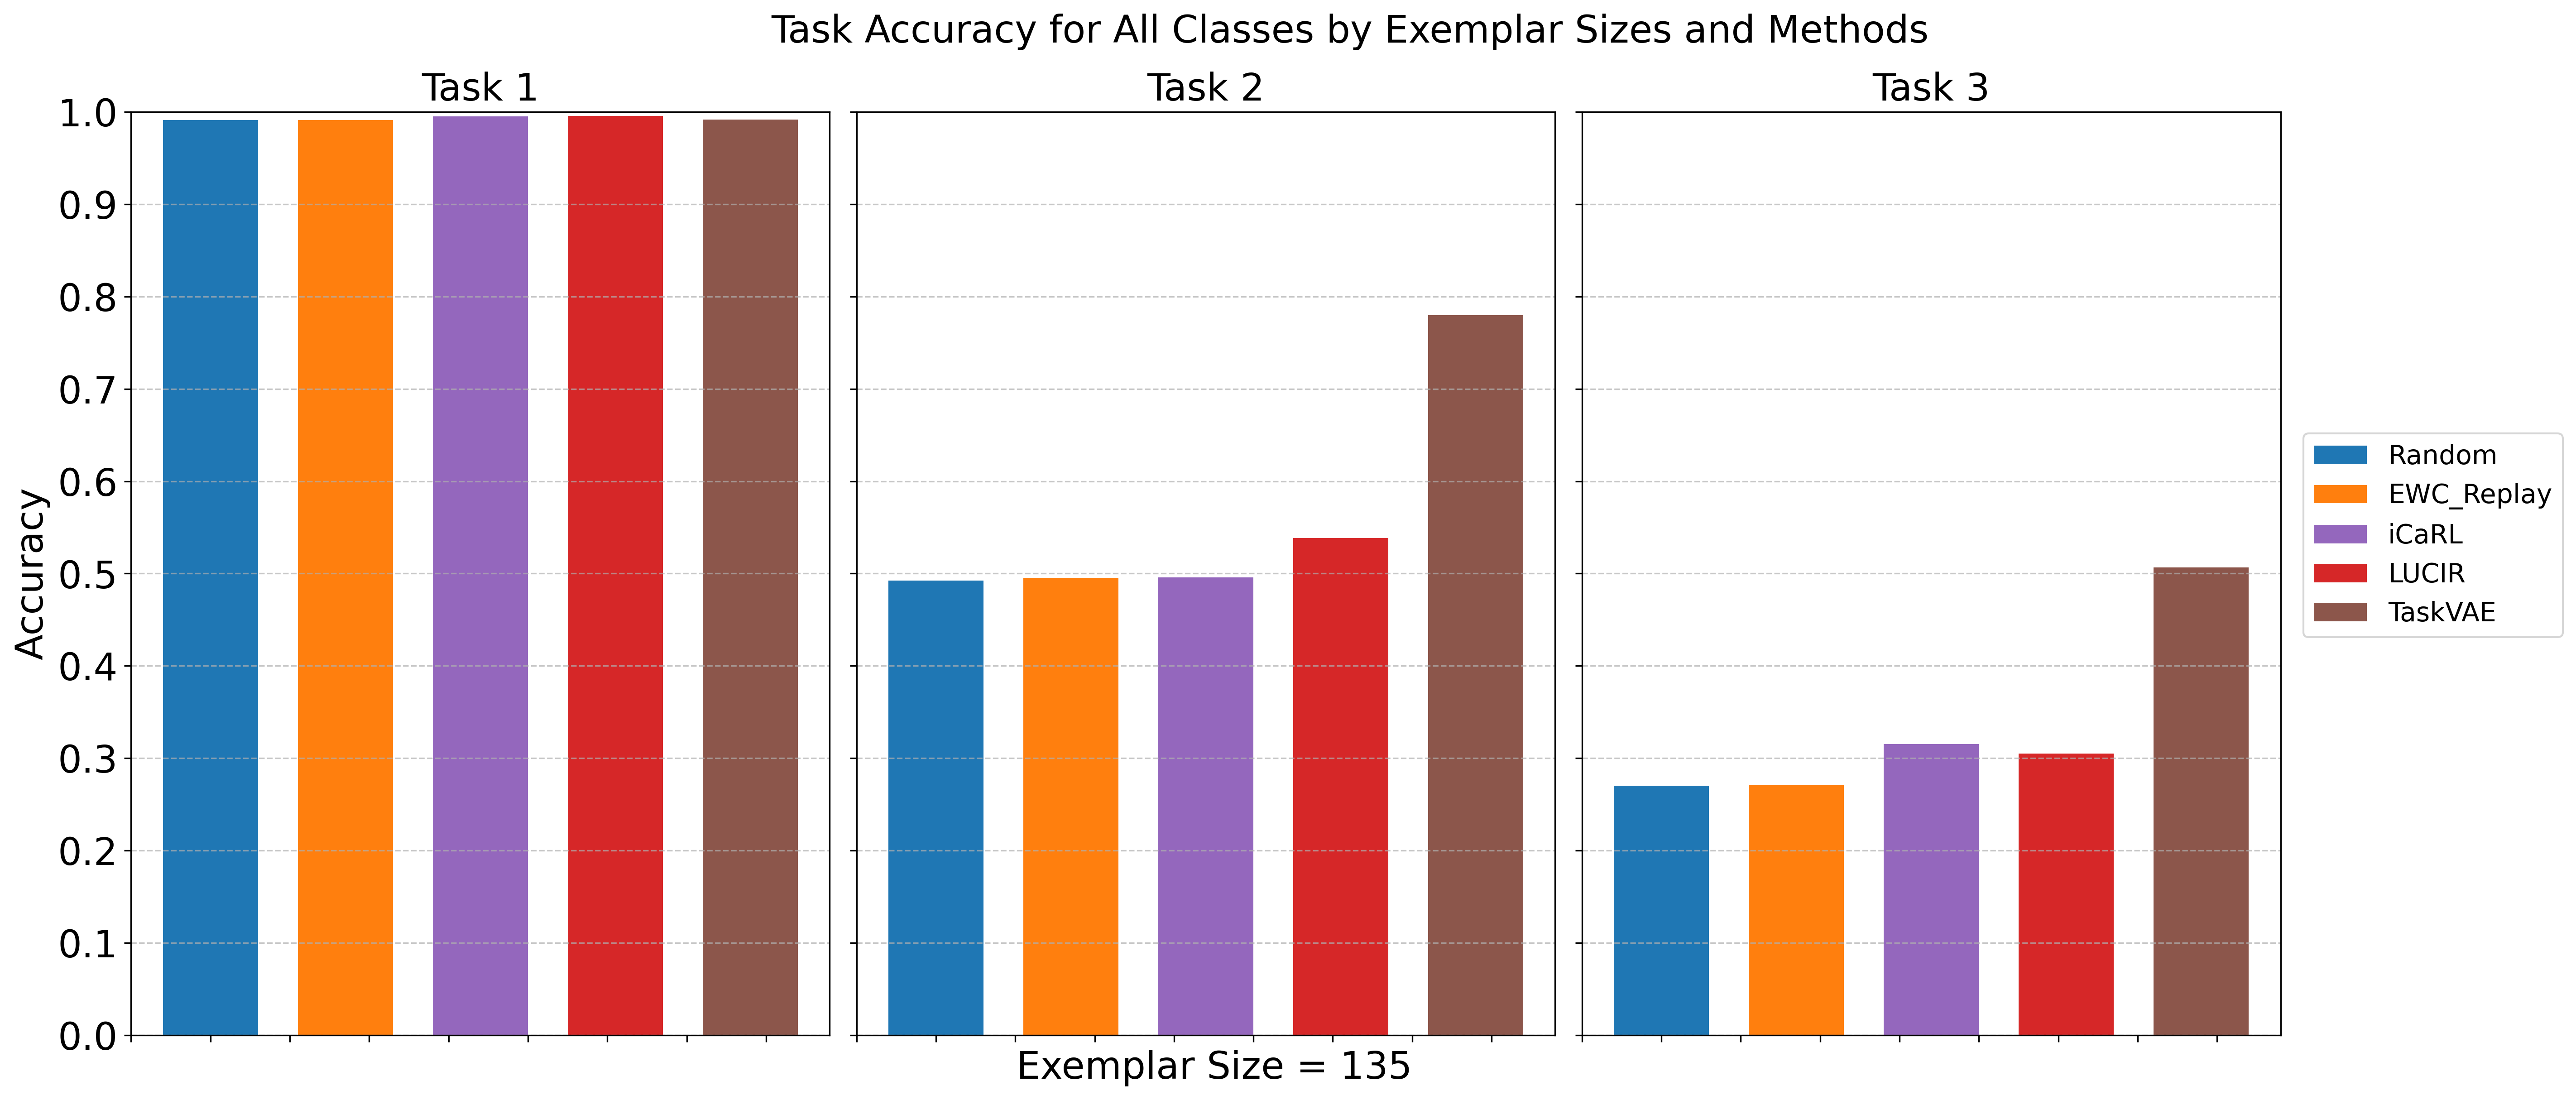 Task Accuracy for All Classes by Exemplar Sizes and Methods
Task 1
Task 2
Task 3
Accuracy
1.0
0.9
0.8
0.7
0.6
0.5
0.4
0.3
0.2
0.1
0.0
Exemplar Size = 135
Random
EWC_Replay
iCaRL
LUCIR
TaskVAE